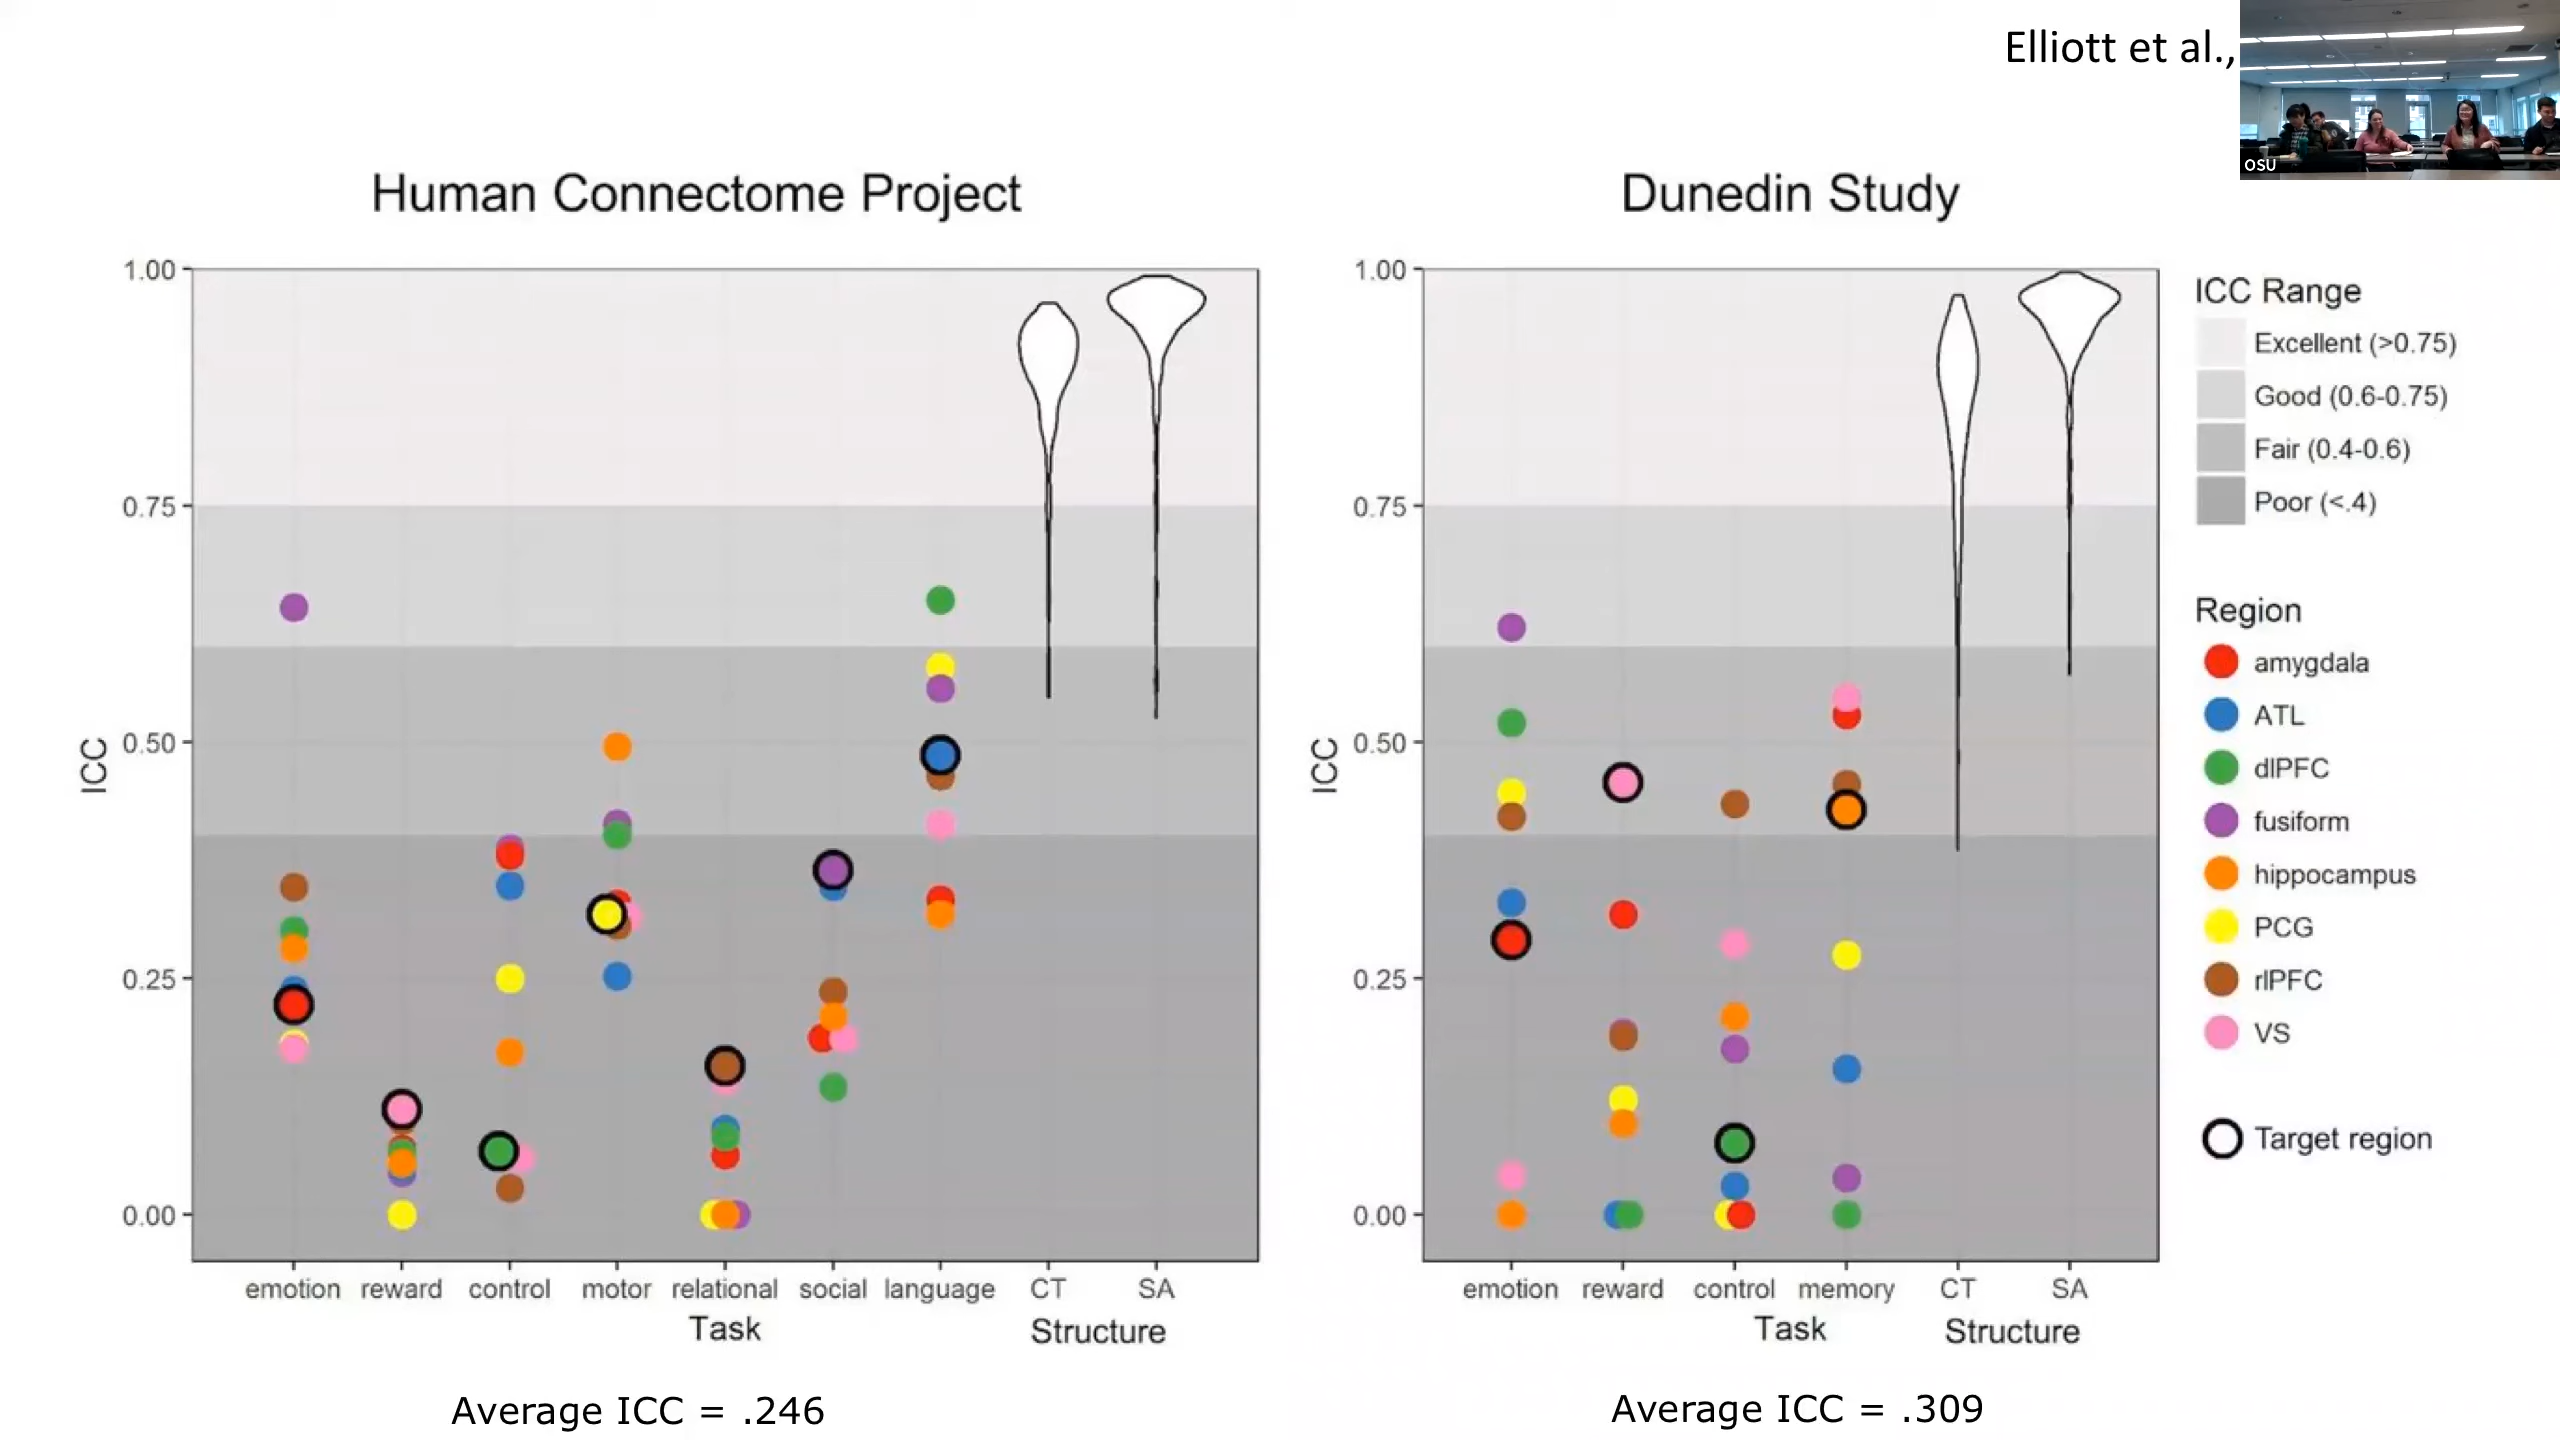 Elliott et al.,
OSU
Human Connectome Project
1.00
0.75
0.50
0.25
0.00
ICC
emotion reward control motor relational social language CT SA
Task
Structure
Average ICC = .246
Dunedin Study
1.00
0.75
0.50
0.25
0.00
ICC
emotion reward control memory CT SA
Task
Structure
Average ICC = .309
ICC Range
Excellent (>0.75)
Good (0.6-0.75)
Fair (0.4-0.6)
Poor (<.4)
Region
amygdala
ATL
dlPFC
fusiform
hippocampus
PCG
rlPFC
VS
Target region